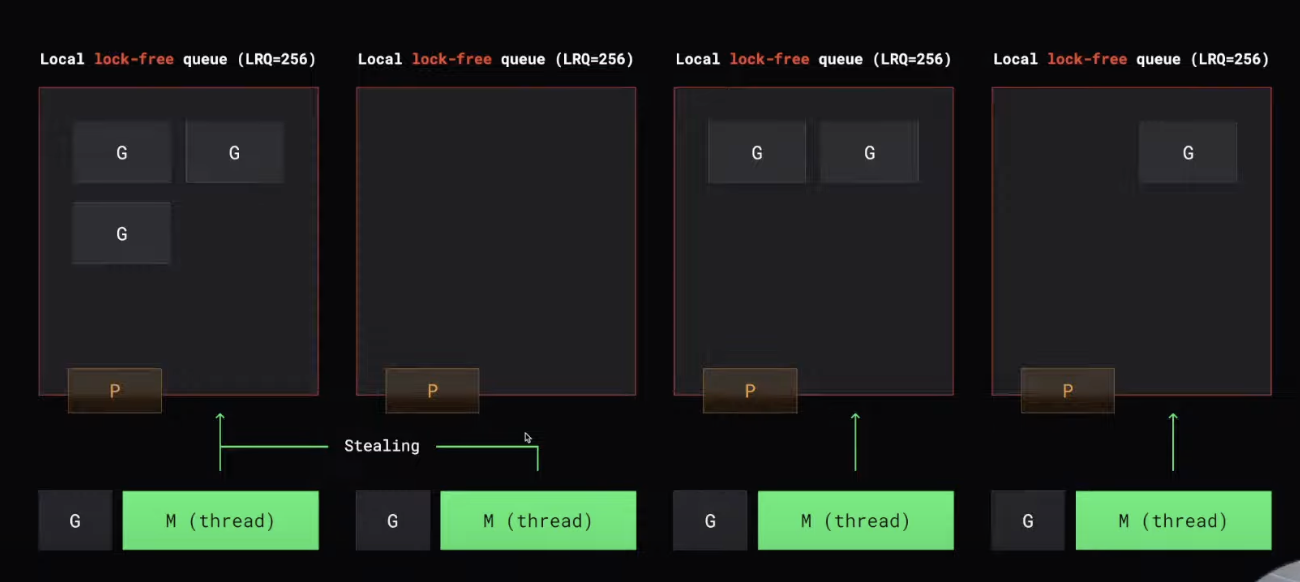 Local lock-free queue (LRQ=256) Local lock-free queue (LRQ=256) Local lock-free queue (LRQ=256) Local lock-free queue (LRQ=256)
G G G G G
G
P P P P
Stealing
G M (thread) G M (thread) G M (thread) G M (thread)